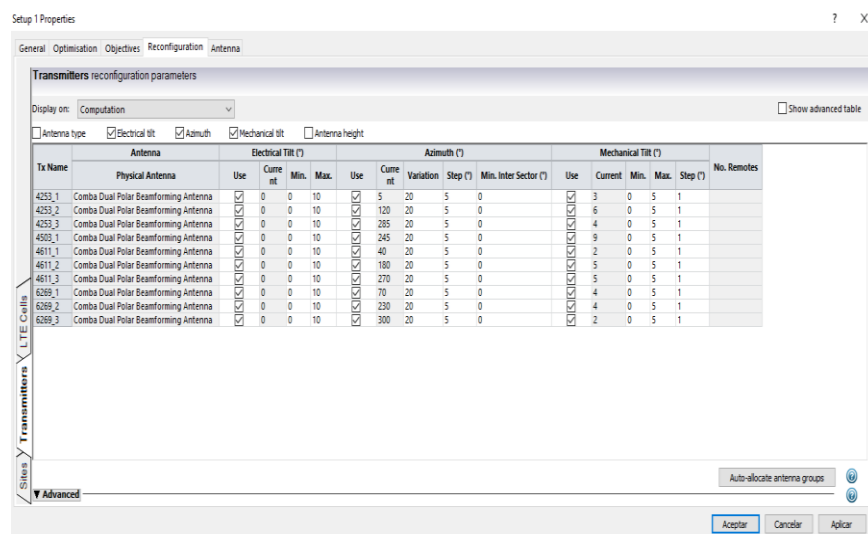 Setup 1 Properties ? X
General Optimisation Objectives Reconfiguration Antenna
Transmitters reconfiguration parameters
Display on: Computation Show advanced table
Antenna type Electrical tilt Azimuth Mechanical tilt Antenna height
Antenna Electrical Tilt (°) Azimuth (°) Mechanical Tilt (°)
Tx Name Physical Antenna Use Curre nt Min. Max. Use Curre nt Variation Step (°) Min. Inter Sector (°) Use Current Min. Max. Step (°) No. Remotes
4253_1 Comba Dual Polar Beamforming Antenna 0 0 10 5 20 5 0 3 0 5 1
4253_2 Comba Dual Polar Beamforming Antenna 0 0 10 120 20 5 0 6 0 5 1
4253_3 Comba Dual Polar Beamforming Antenna 0 0 10 285 20 5 0 4 0 5 1
4503_1 Comba Dual Polar Beamforming Antenna 0 0 10 245 20 5 0 9 0 5 1
4611_1 Comba Dual Polar Beamforming Antenna 0 0 10 40 20 5 0 2 0 5 1
4611_2 Comba Dual Polar Beamforming Antenna 0 0 10 180 20 5 0 5 0 5 1
4611_3 Comba Dual Polar Beamforming Antenna 0 0 10 270 20 5 0 5 0 5 1
6269_1 Comba Dual Polar Beamforming Antenna 0 0 10 70 20 5 0 4 0 5 1
6269_2 Comba Dual Polar Beamforming Antenna 0 0 10 230 20 5 0 4 0 5 1
6269_3 Comba Dual Polar Beamforming Antenna 0 0 10 300 20 5 0 2 0 5 1
LTE Cells
Transmitters
Sites
Auto-allocate antenna groups
Advanced
Aceptar Cancelar Aplicar